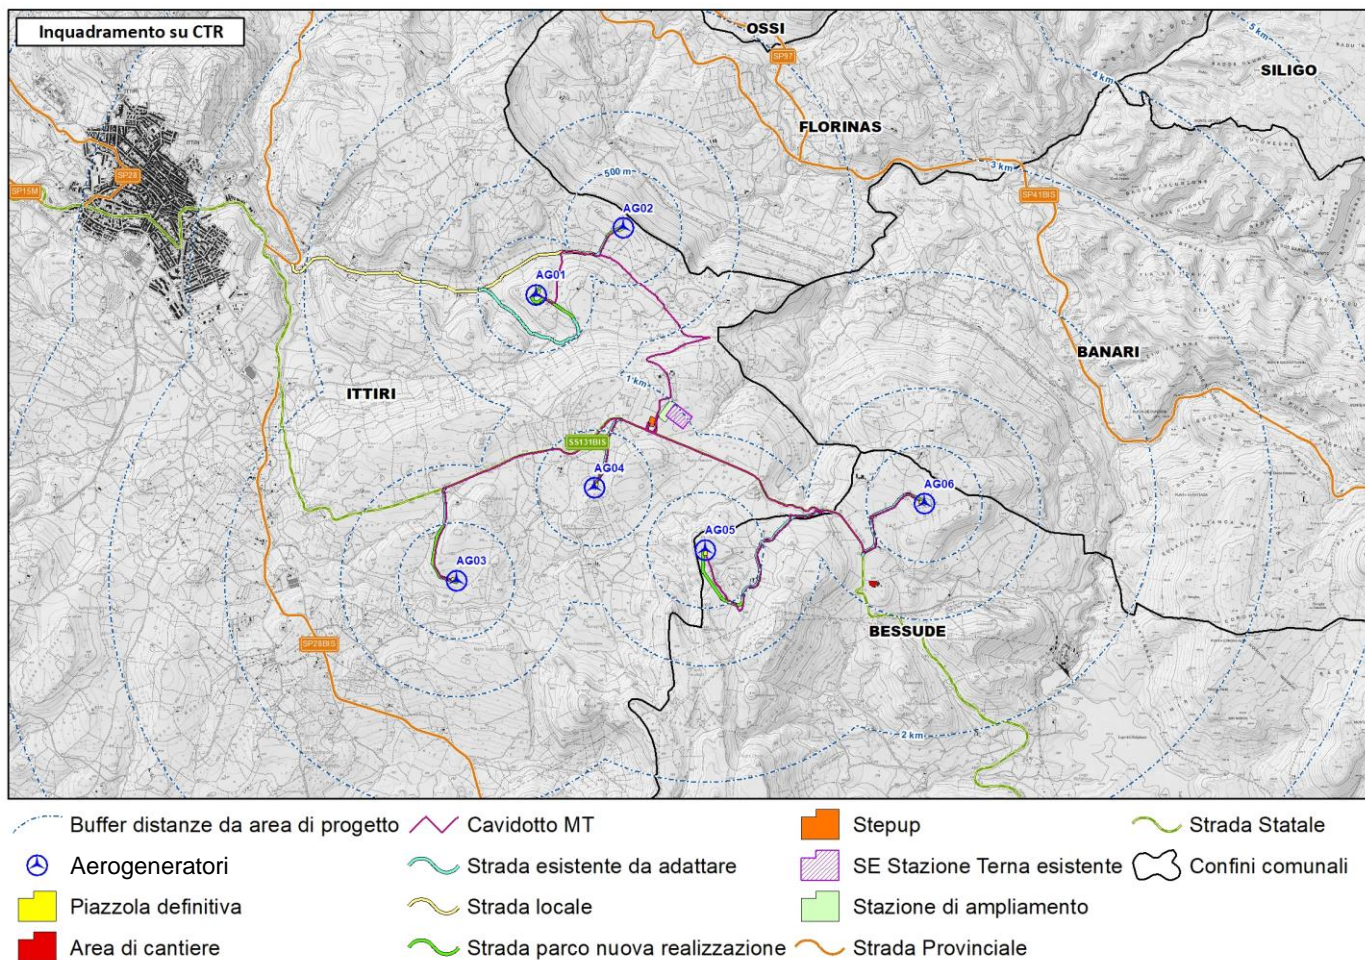 Inquadramento su CTR
OSSI
SP97
5 km
4 km
SILIGO
FLORINAS
3 km
SP28
SP15M
500 m
SP41BIS
AG02
AG01
BANARI
1 km
ITTIRI
SS131BIS
AG04
AG06
AG05
AG03
BESSUDE
SP28BIS
2 km
Buffer distanze da area di progetto
Cavidotto MT
Stepup
Strada Statale
Aerogeneratori
Strada esistente da adattare
SE Stazione Terna esistente
Confini comunali
Piazzola definitiva
Strada locale
Stazione di ampliamento
Area di cantiere
Strada parco nuova realizzazione
Strada Provinciale